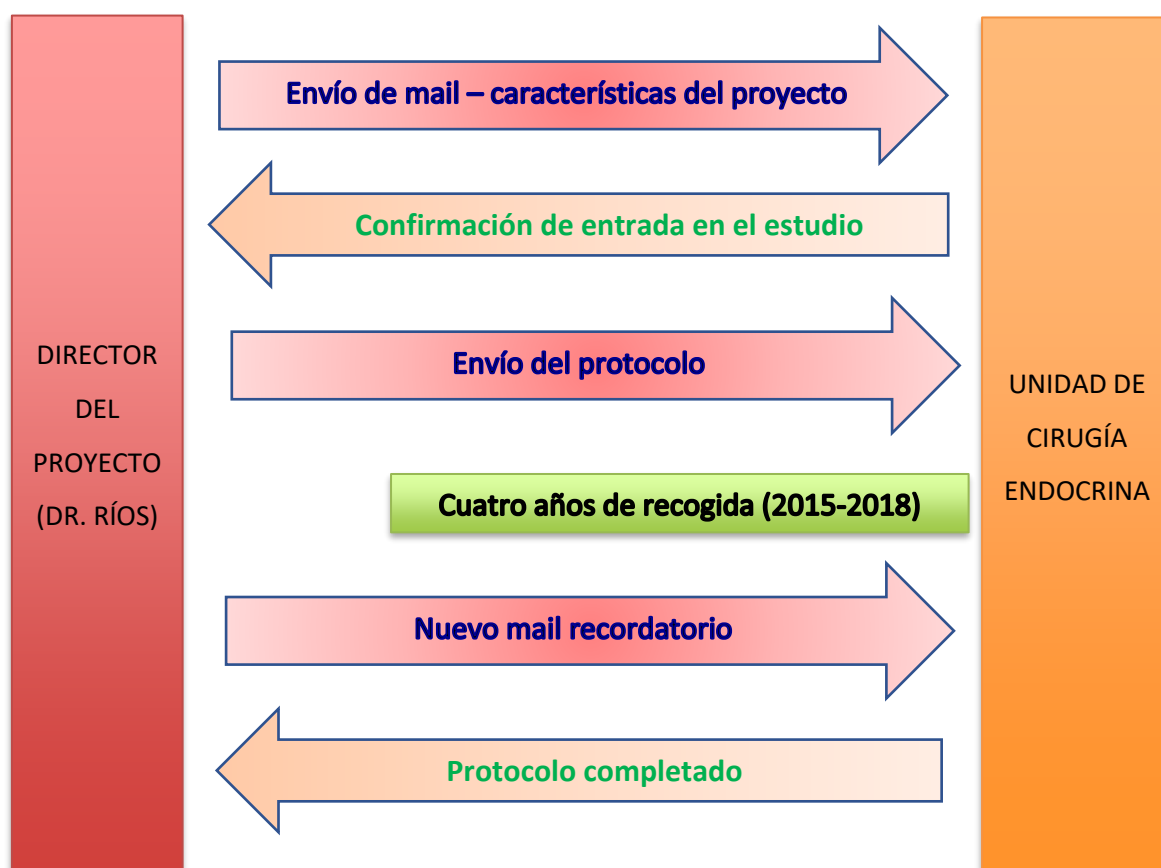 DIRECTOR
DEL
PROYECTO
(DR. RÍOS)
Envío de mail – características del proyecto
Confirmación de entrada en el estudio
Envío del protocolo
Cuatro años de recogida (2015-2018)
Nuevo mail recordatorio
Protocolo completado
UNIDAD DE
CIRUGÍA
ENDOCRINA